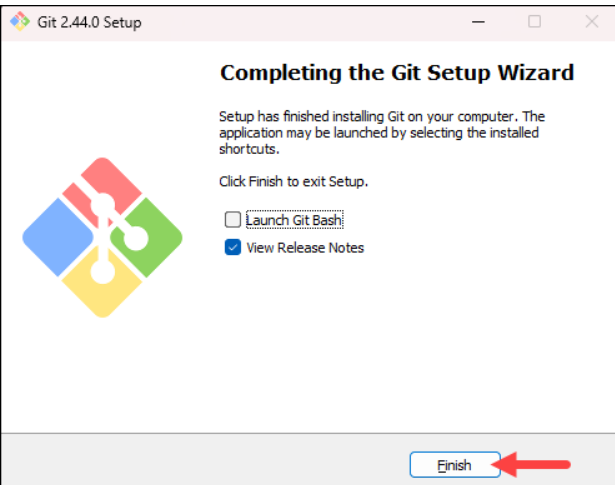 Git 2.44.0 Setup
Completing the Git Setup Wizard
Setup has finished installing Git on your computer. The
application may be launched by selecting the installed
shortcuts.
Click Finish to exit Setup.
Launch Git Bash
View Release Notes
Finish